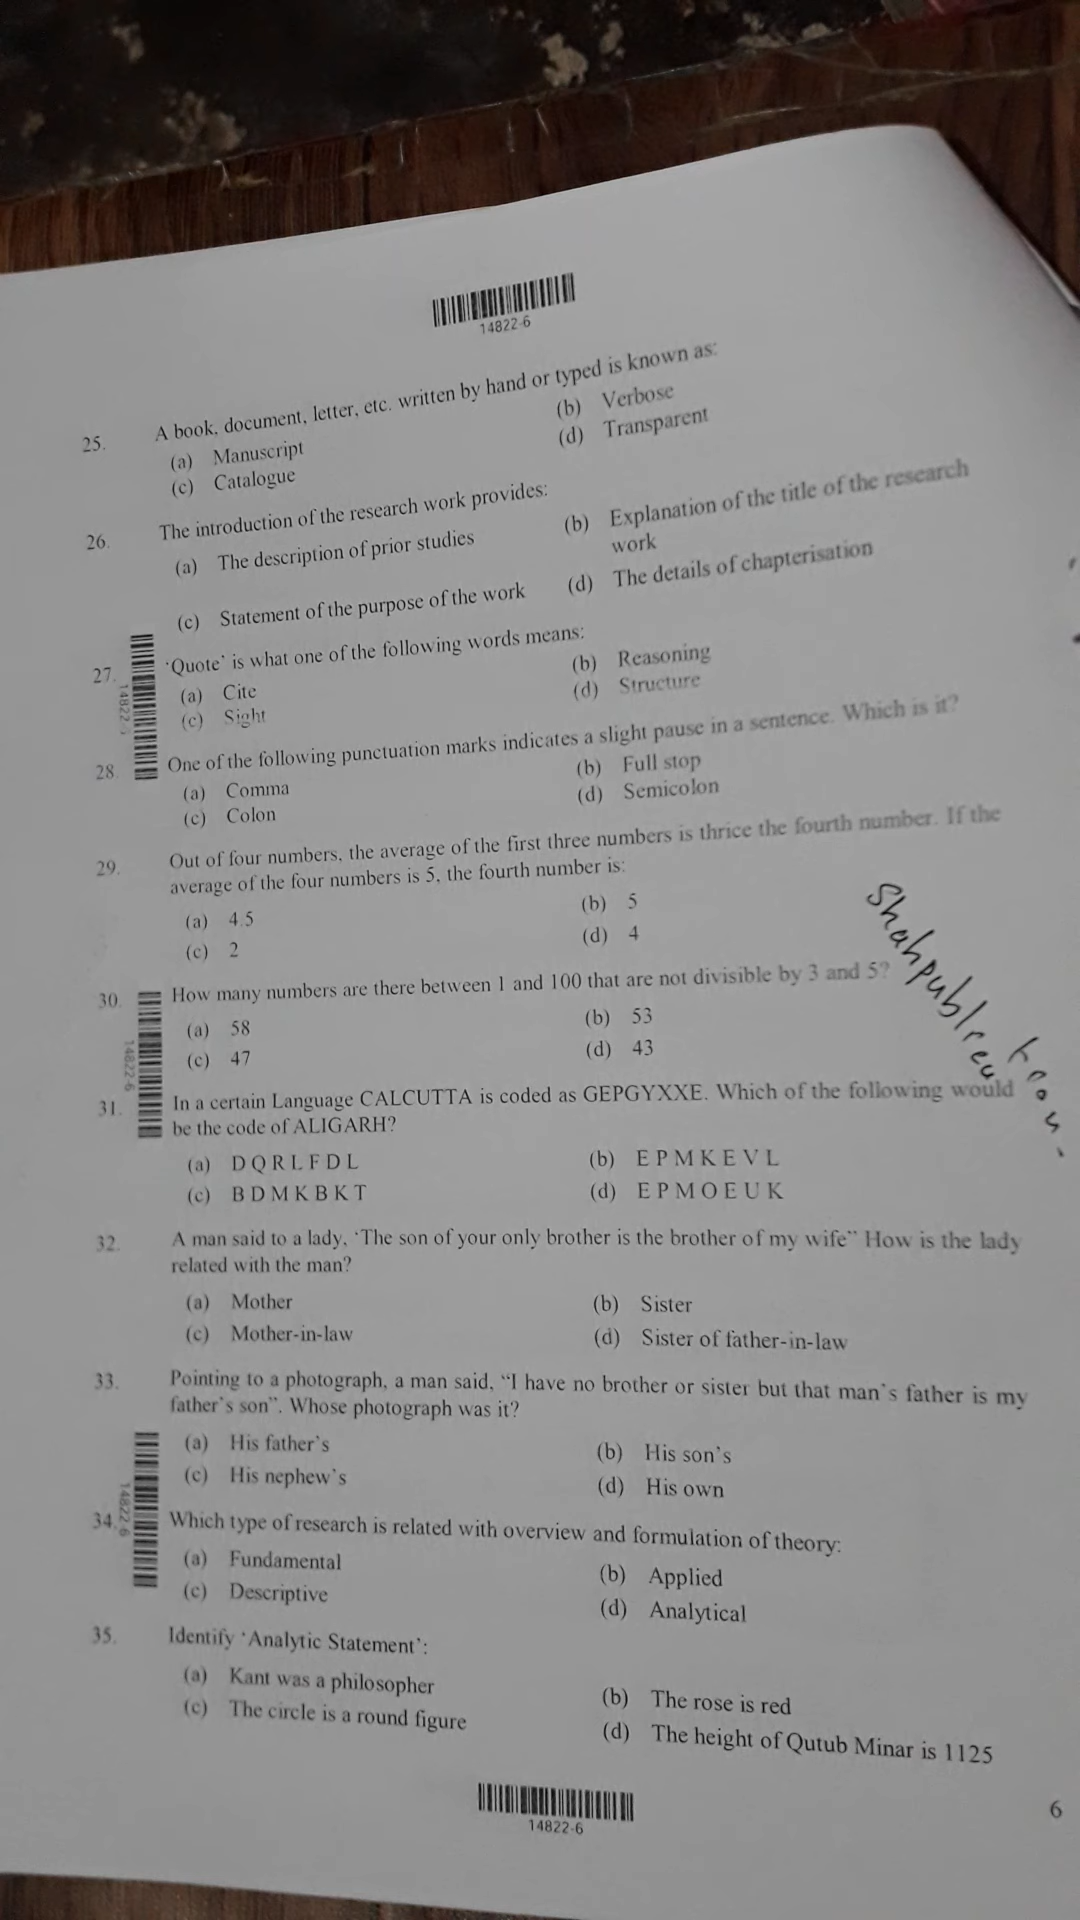 14822-6
25. A book, document, letter, etc. written by hand or typed is known as:
(a) Manuscript (b) Verbose
(c) Catalogue (d) Transparent
26. The introduction of the research work provides:
(a) The description of prior studies (b) Explanation of the title of the research
work
(c) Statement of the purpose of the work (d) The details of chapterisation
27. 'Quote' is what one of the following words means:
(a) Cite (b) Reasoning
(c) Sight (d) Structure
28. One of the following punctuation marks indicates a slight pause in a sentence. Which is it?
(a) Comma (b) Full stop
(c) Colon (d) Semicolon
29. Out of four numbers, the average of the first three numbers is thrice the fourth number. If the
average of the four numbers is 5, the fourth number is:
(a) 4.5 (b) 5
(c) 2 (d) 4
30. How many numbers are there between 1 and 100 that are not divisible by 3 and 5?
(a) 58 (b) 53
(c) 47 (d) 43
14822-6
31. In a certain Language CALCUTTA is coded as GEPGYXXE. Which of the following would
be the code of ALIGARH?
(a) D Q R L F D L (b) E P M K E V L
(c) B D M K B K T (d) E P M O E U K
32. A man said to a lady, 'The son of your only brother is the brother of my wife" How is the lady
related with the man?
(a) Mother (b) Sister
(c) Mother-in-law (d) Sister of father-in-law
33. Pointing to a photograph, a man said, "I have no brother or sister but that man's father is my
father's son". Whose photograph was it?
(a) His father's (b) His son's
(c) His nephew's (d) His own
14822-6
34. Which type of research is related with overview and formulation of theory:
(a) Fundamental (b) Applied
(c) Descriptive (d) Analytical
35. Identify 'Analytic Statement':
(a) Kant was a philosopher (b) The rose is red
(c) The circle is a round figure (d) The height of Qutub Minar is 1125
14822-6
6